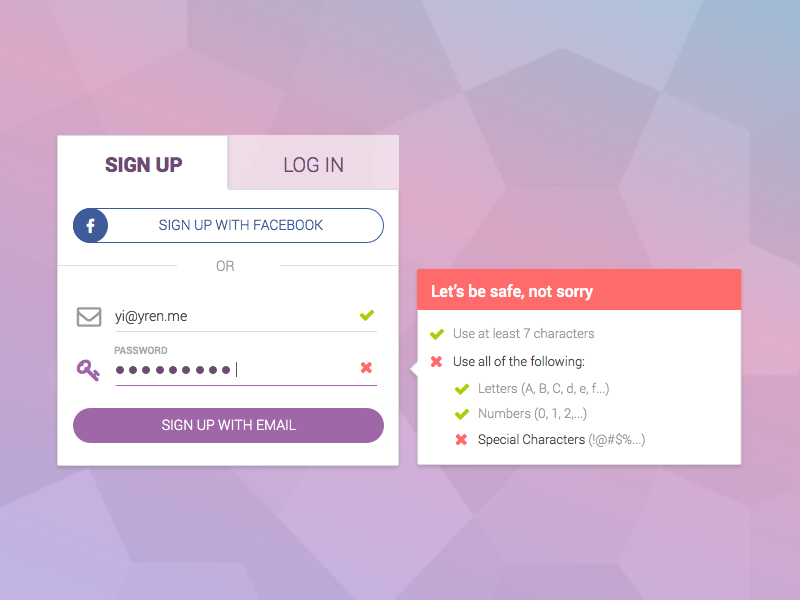 SIGN UP
LOG IN
f
SIGN UP WITH FACEBOOK
OR
yi@yren.me
PASSWORD
SIGN UP WITH EMAIL
Let's be safe, not sorry
Use at least 7 characters
Use all of the following:
Letters (A, B, C, d, e, f...)
Numbers (0, 1, 2,...)
Special Characters (!@#$%...)